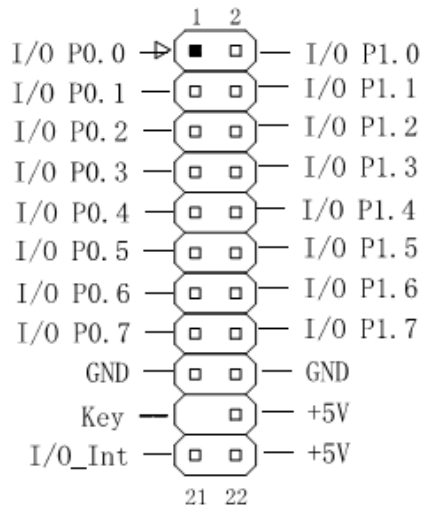 1 2
I/O P0.0 I/O P1.0
I/O P0.1 I/O P1.1
I/O P0.2 I/O P1.2
I/O P0.3 I/O P1.3
I/O P0.4 I/O P1.4
I/O P0.5 I/O P1.5
I/O P0.6 I/O P1.6
I/O P0.7 I/O P1.7
GND GND
Key +5V
I/O_Int +5V
21 22